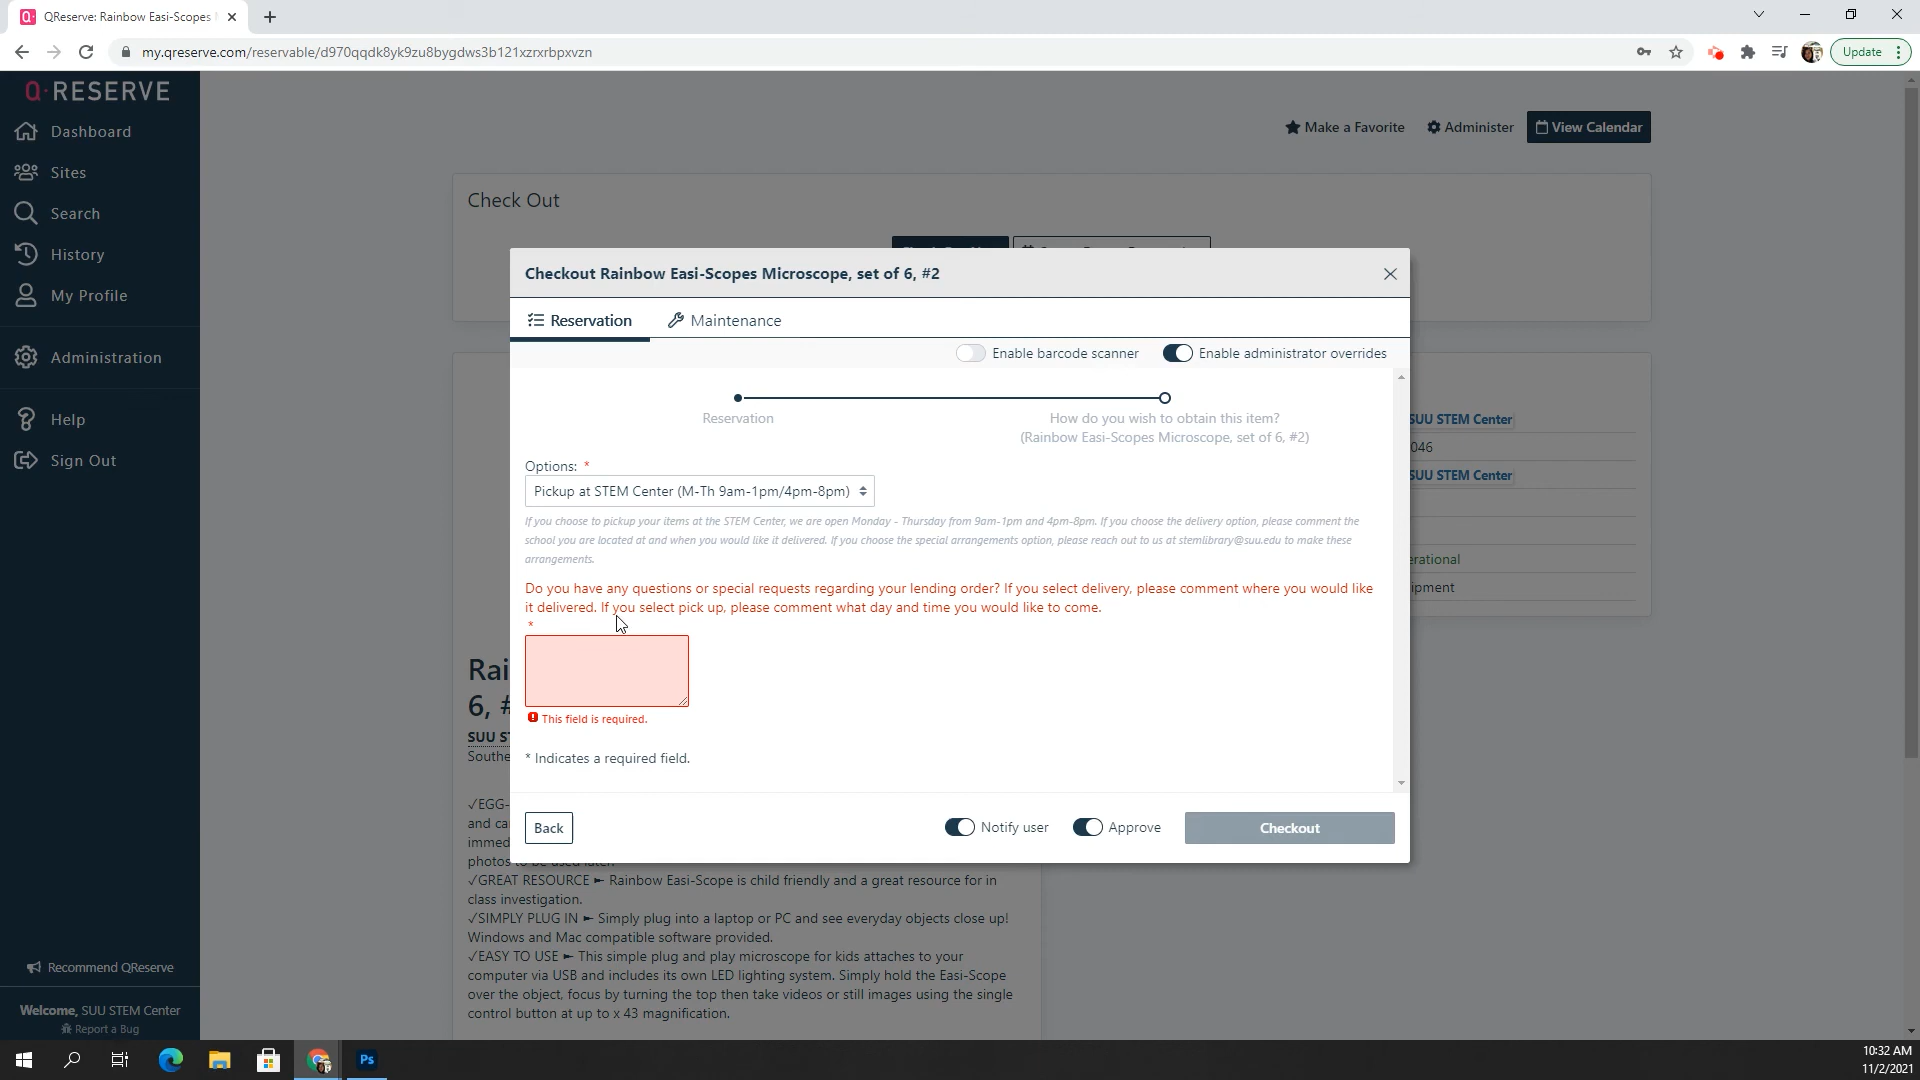 QReserve: Rainbow Easi-Scopes
my.qreserve.com/reservable/d970qqdk8yk9zu8bygdws3b121xzrxrbpxvzn
Update
Q·RESERVE
Dashboard
Sites
Search
History
My Profile
Administration
Help
Sign Out
Recommend QReserve
Welcome, SUU STEM Center
Report a Bug
Make a Favorite
Administer
View Calendar
Check Out
Checkout Rainbow Easi-Scopes Microscope, set of 6, #2
Reservation
Maintenance
Enable barcode scanner
Enable administrator overrides
Reservation
How do you wish to obtain this item?
(Rainbow Easi-Scopes Microscope, set of 6, #2)
Options: *
Pickup at STEM Center (M-Th 9am-1pm/4pm-8pm)
If you choose to pickup your items at the STEM Center, we are open Monday - Thursday from 9am-1pm and 4pm-8pm. If you choose the delivery option, please comment the
school you are located at and when you would like it delivered. If you choose the special arrangements option, please reach out to us at stemlibrary@suu.edu to make these
arrangements.
Do you have any questions or special requests regarding your lending order? If you select delivery, please comment where you would like
it delivered. If you select pick up, please comment what day and time you would like to come.
*
This field is required.
* Indicates a required field.
Back
Notify user
Approve
Checkout
SUU STEM Center
046
SUU STEM Center
erational
ipment
Rai
6, #
SUU S
Southe
✓EGG-
and ca
immed
photos to be used later.
✓GREAT RESOURCE ► Rainbow Easi-Scope is child friendly and a great resource for in
class investigation.
✓SIMPLY PLUG IN ► Simply plug into a laptop or PC and see everyday objects close up!
Windows and Mac compatible software provided.
✓EASY TO USE ► This simple plug and play microscope for kids attaches to your
computer via USB and includes its own LED lighting system. Simply hold the Easi-Scope
over the object, focus by turning the top then take videos or still images using the single
control button at up to x 43 magnification.
Ps
10:32 AM
11/2/2021